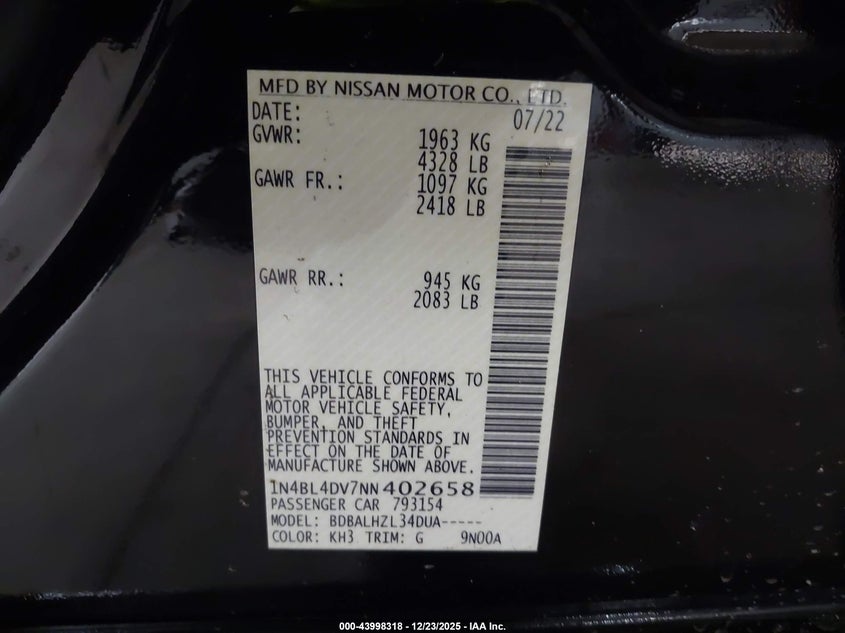 MFD BY NISSAN MOTOR CO., LTD.
DATE: 07/22
GVWR: 1963 KG
4328 LB
GAWR FR.: 1097 KG
2418 LB
GAWR RR.: 945 KG
2083 LB
THIS VEHICLE CONFORMS TO
ALL APPLICABLE FEDERAL
MOTOR VEHICLE SAFETY,
BUMPER, AND THEFT
PREVENTION STANDARDS IN
EFFECT ON THE DATE OF
MANUFACTURE SHOWN ABOVE.
1N4BL4DV7NN402658
PASSENGER CAR 793154
MODEL: BDBALHZL34DUA-----
COLOR: KH3 TRIM: G 9N00A
000-43998318 - 12/23/2025 - IAA Inc.